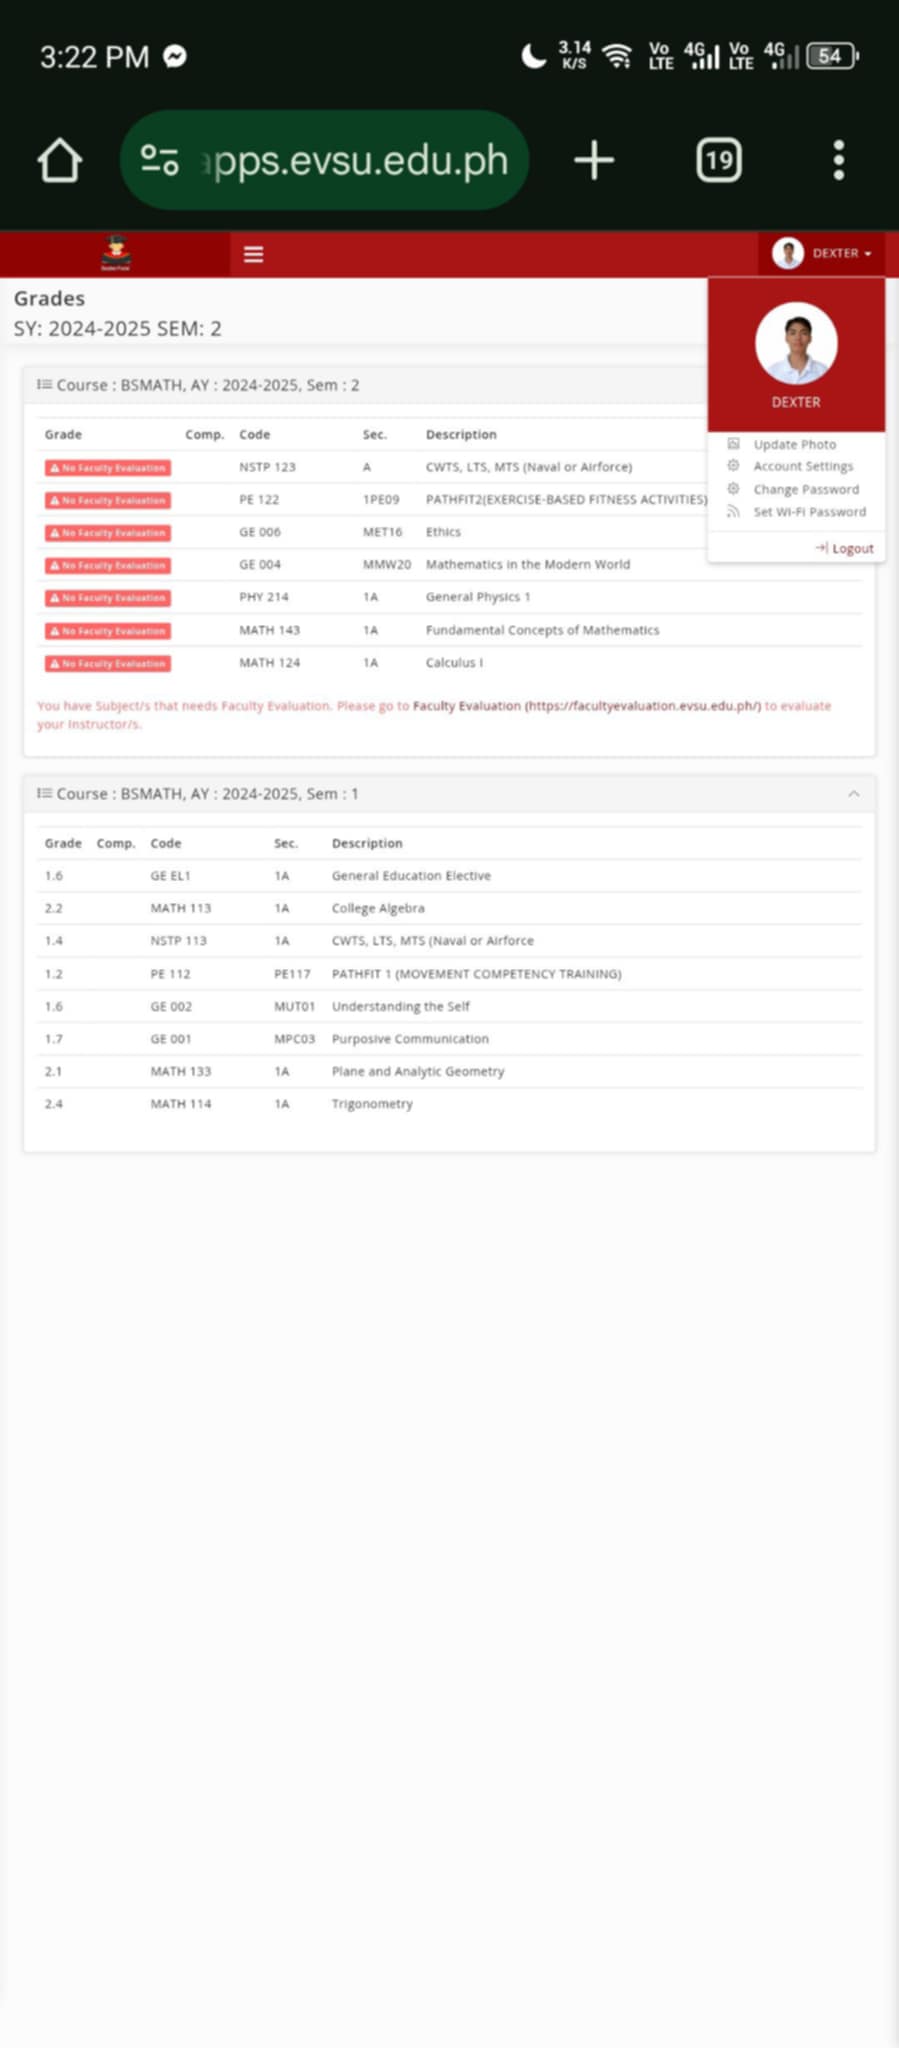 3:22 PM
3.14 K/S Vo LTE 4G Vo LTE 4G 54
apps.evsu.edu.ph
19
DEXTER
Grades
SY: 2024-2025 SEM: 2
DEXTER
Update Photo
Account Settings
Change Password
Set Wi-Fi Password
Logout
Course : BSMATH, AY : 2024-2025, Sem : 2
Grade Comp. Code Sec. Description
No Faculty Evaluation NSTP 123 A CWTS, LTS, MTS (Naval or Airforce)
No Faculty Evaluation PE 122 1PE09 PATHFIT2(EXERCISE-BASED FITNESS ACTIVITIES)
No Faculty Evaluation GE 006 MET16 Ethics
No Faculty Evaluation GE 004 MMW20 Mathematics in the Modern World
No Faculty Evaluation PHY 214 1A General Physics 1
No Faculty Evaluation MATH 143 1A Fundamental Concepts of Mathematics
No Faculty Evaluation MATH 124 1A Calculus I
You have Subject/s that needs Faculty Evaluation. Please go to Faculty Evaluation (https://facultyevaluation.evsu.edu.ph/) to evaluate
your Instructor/s.
Course : BSMATH, AY : 2024-2025, Sem : 1
Grade Comp. Code Sec. Description
1.6 GE EL1 1A General Education Elective
2.2 MATH 113 1A College Algebra
1.4 NSTP 113 1A CWTS, LTS, MTS (Naval or Airforce
1.2 PE 112 PE117 PATHFIT 1 (MOVEMENT COMPETENCY TRAINING)
1.6 GE 002 MUT01 Understanding the Self
1.7 GE 001 MPC03 Purposive Communication
2.1 MATH 133 1A Plane and Analytic Geometry
2.4 MATH 114 1A Trigonometry